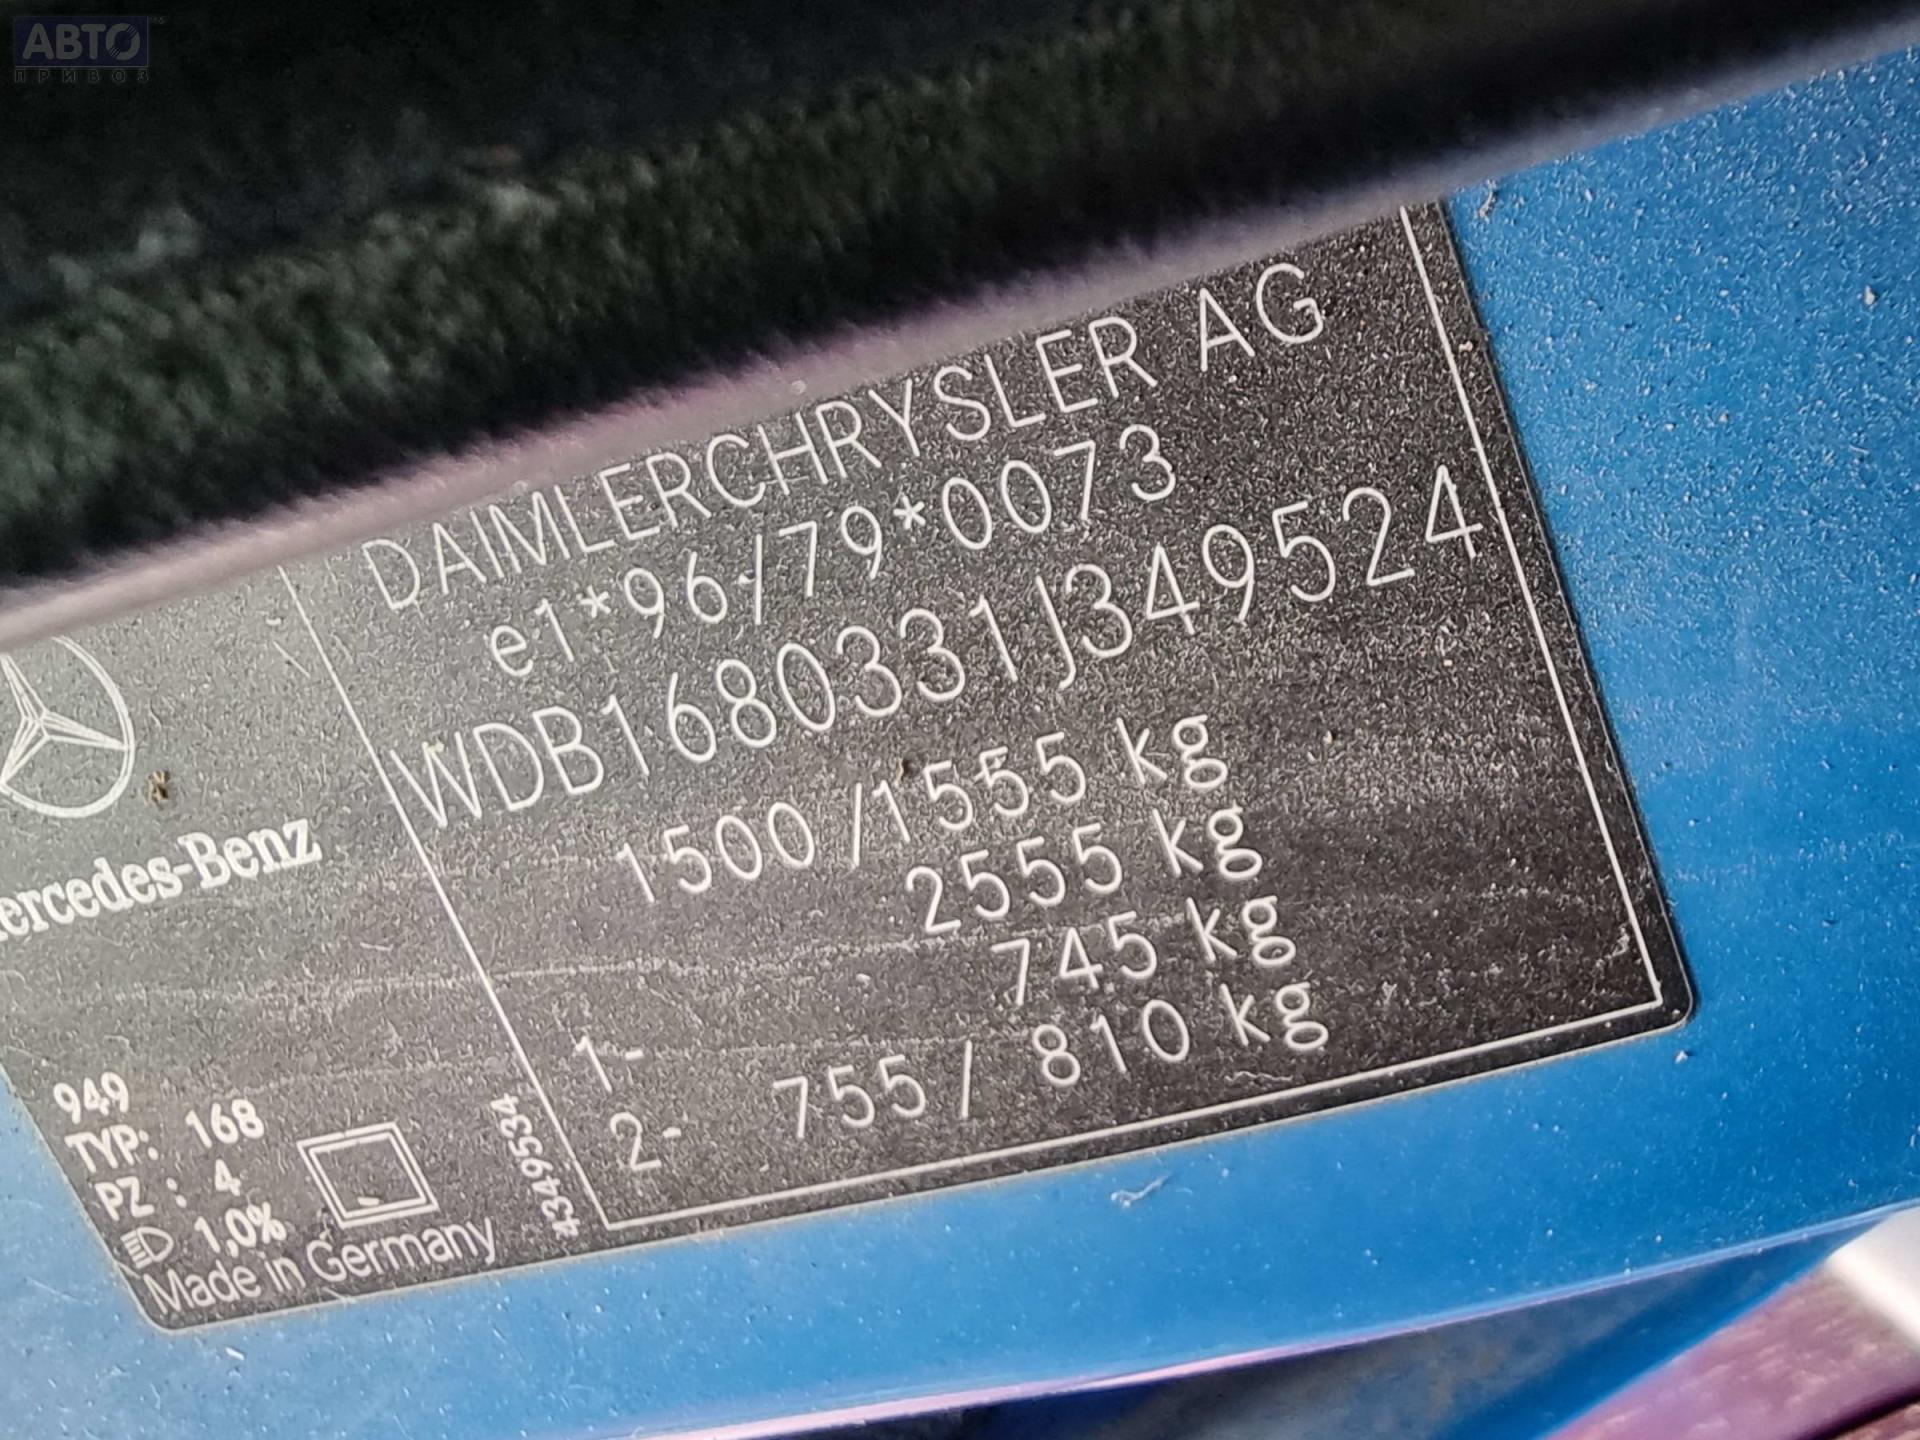 АВТО
ПРИВОЗ
DAIMLERCHRYSLER AG
e1*96/79*0073
WDB1680331J349524
1500/1555 kg
2555 kg
1- 745 kg
2- 755 / 810 kg
Mercedes-Benz
949
TYP: 168
PZ : 4
1,0%
Made in Germany
4349534